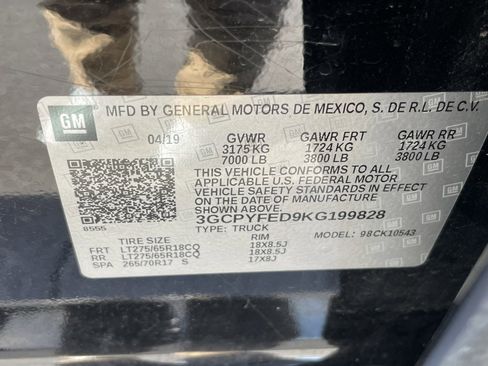 GM MFD BY GENERAL MOTORS DE MEXICO, S. DE R.L. DE C.V.
04/19 GVWR GAWR FRT GAWR RR
3175 KG 1724 KG 1724 KG
7000 LB 3800 LB 3800 LB
THIS VEHICLE CONFORMS TO ALL
APPLICABLE U.S. FEDERAL MOTOR
VEHICLE SAFETY STANDARDS IN EFFECT
ON THE DATE OF MANUFACTURE
SHOWN ABOVE.
8555 3GCPYFED9KG199828
TYPE: TRUCK MODEL: 98CK10543
TIRE SIZE RIM
FRT LT275/65R18CQ 18X8.5J
RR LT275/65R18CQ 18X8.5J
SPA 265/70R17 S 17X8J